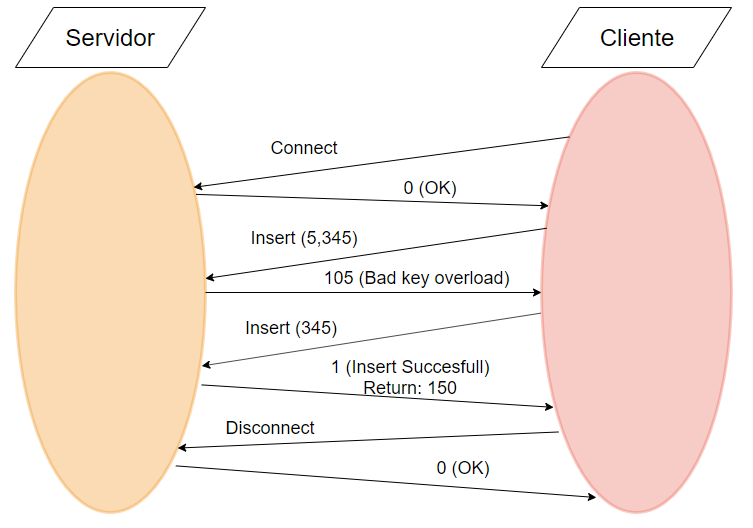 Servidor
Cliente
Connect
0 (OK)
Insert (5,345)
105 (Bad key overload)
Insert (345)
1 (Insert Succesfull)
Return: 150
Disconnect
0 (OK)